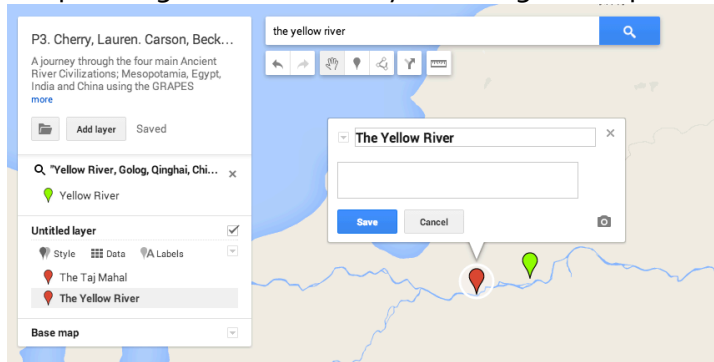 P3. Cherry, Lauren. Carson, Beck...
A journey through the four main Ancient
River Civilizations; Mesopotamia, Egypt,
India and China using the GRAPES
more
Add layer Saved
"Yellow River, Golog, Qinghai, Chi...
Yellow River
Untitled layer
Style Data A Labels
The Taj Mahal
The Yellow River
Base map
the yellow river
The Yellow River
Save Cancel